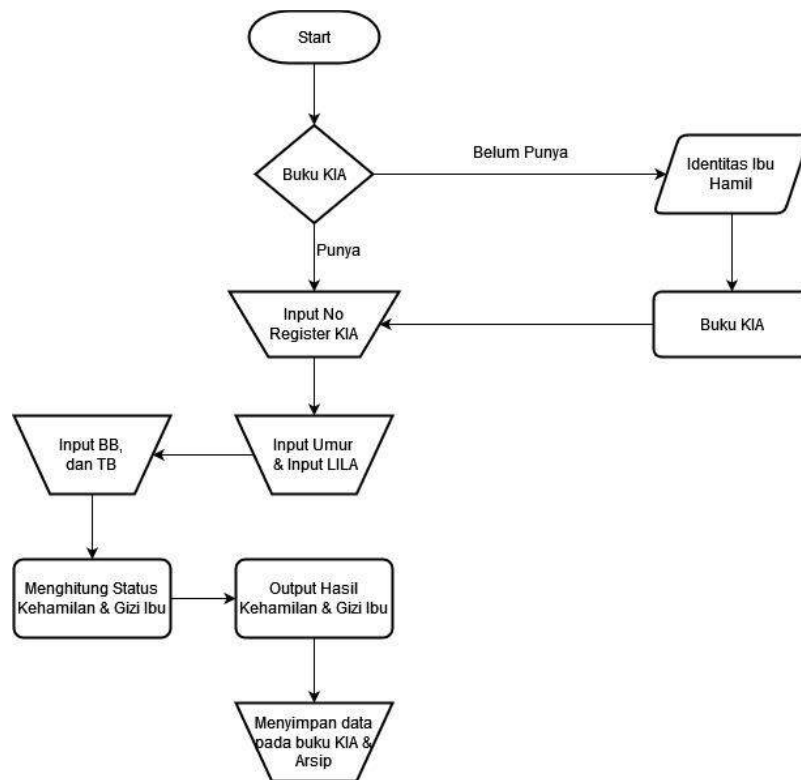 Start
Buku KIA
Belum Punya
Identitas Ibu
Hamil
Punya
Input No
Register KIA
Buku KIA
Input BB,
dan TB
Input Umur
& Input LILA
Menghitung Status
Kehamilan & Gizi Ibu
Output Hasil
Kehamilan & Gizi Ibu
Menyimpan data
pada buku KIA &
Arsip